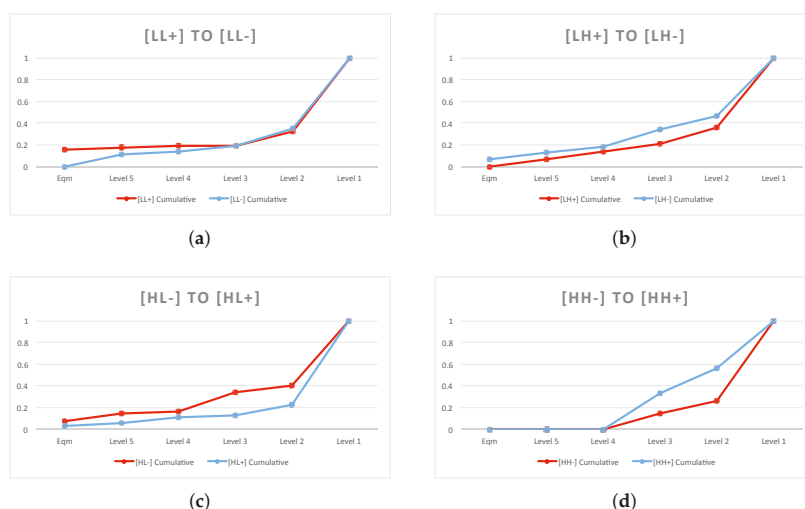 [LL+] TO [LL-]
1
0.8
0.6
0.4
0.2
0
Eqm Level 5 Level 4 Level 3 Level 2 Level 1
[LL+] Cumulative [LL-] Cumulative
(a)
[LH+] TO [LH-]
1
0.8
0.6
0.4
0.2
0
Eqm Level 5 Level 4 Level 3 Level 2 Level 1
[LH+] Cumulative [LH-] Cumulative
(b)
[HL-] TO [HL+]
1
0.8
0.6
0.4
0.2
0
Eqm Level 5 Level 4 Level 3 Level 2 Level 1
[HL-] Cumulative [HL+] Cumulative
(c)
[HH-] TO [HH+]
1
0.8
0.6
0.4
0.2
0
Eqm Level 5 Level 4 Level 3 Level 2 Level 1
[HH-] Cumulative [HH+] Cumulative
(d)